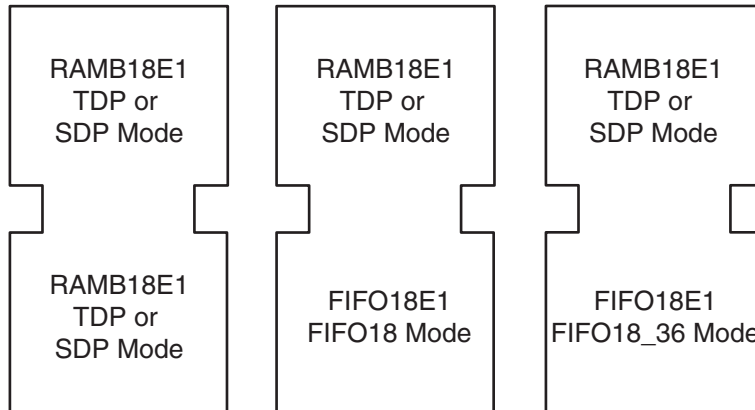 RAMB18E1
TDP or
SDP Mode
RAMB18E1
TDP or
SDP Mode
RAMB18E1
TDP or
SDP Mode
RAMB18E1
TDP or
SDP Mode
FIFO18E1
FIFO18 Mode
FIFO18E1
FIFO18_36 Mode